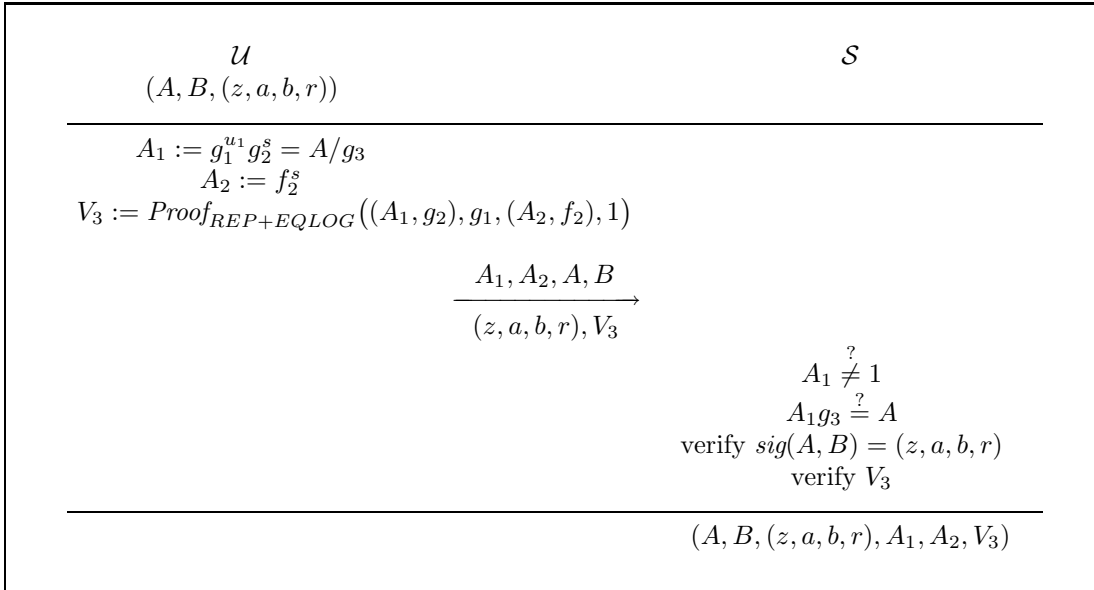 𝒰 𝒮
(A, B, (z, a, b, r))
A₁ := g₁^{u₁} g₂^s = A/g₃
A₂ := f₂^s
V₃ := Proof_{REP+EQLOG}((A₁, g₂), g₁, (A₂, f₂), 1)
A₁, A₂, A, B
(z, a, b, r), V₃
A₁ ≠^? 1
A₁g₃ =^? A
verify sig(A, B) = (z, a, b, r)
verify V₃
(A, B, (z, a, b, r), A₁, A₂, V₃)